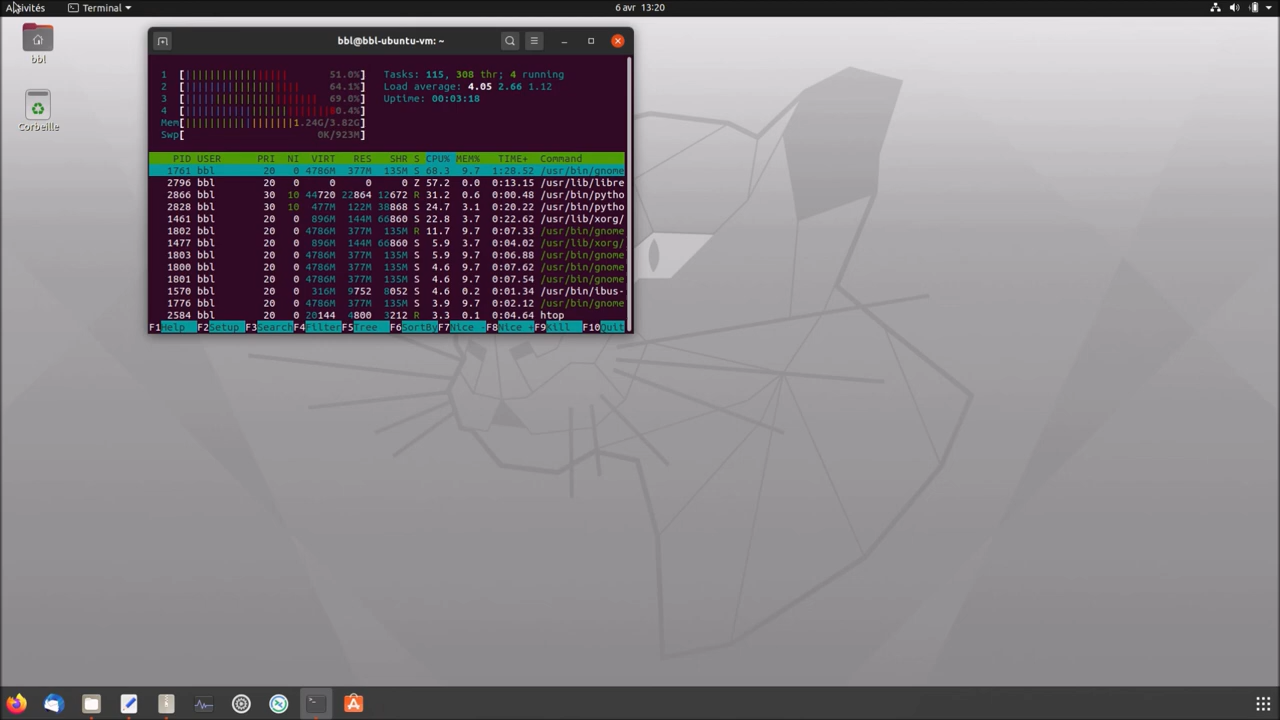 Activités
Terminal
6 avr 13:20
bbl
Corbeille
bbl@bbl-ubuntu-vm: ~
1 [ 51.0%] Tasks: 115, 308 thr; 4 running
2 [ 64.1%] Load average: 4.05 2.66 1.12
3 [ 69.0%] Uptime: 00:03:18
4 [ 80.4%]
Mem[ 1.24G/3.82G]
Swp[ 0K/923M]
PID USER PRI NI VIRT RES SHR S CPU% MEM% TIME+ Command
1761 bbl 20 0 4786M 377M 135M S 68.3 9.7 1:28.52 /usr/bin/gnome
2796 bbl 20 0 0 0 0 Z 57.2 0.0 0:13.15 /usr/lib/libre
2866 bbl 30 10 44720 22864 12672 R 31.2 0.6 0:00.48 /usr/bin/pytho
2828 bbl 30 10 477M 122M 38868 S 24.7 3.1 0:20.22 /usr/bin/pytho
1461 bbl 20 0 896M 144M 66860 S 22.8 3.7 0:22.62 /usr/lib/xorg/
1802 bbl 20 0 4786M 377M 135M R 11.7 9.7 0:07.33 /usr/bin/gnome
1477 bbl 20 0 896M 144M 66860 S 5.9 3.7 0:04.02 /usr/lib/xorg/
1803 bbl 20 0 4786M 377M 135M S 5.9 9.7 0:06.88 /usr/bin/gnome
1800 bbl 20 0 4786M 377M 135M S 4.6 9.7 0:07.62 /usr/bin/gnome
1801 bbl 20 0 4786M 377M 135M S 4.6 9.7 0:07.54 /usr/bin/gnome
1570 bbl 20 0 316M 9752 8052 S 4.6 0.2 0:01.34 /usr/bin/ibus-
1776 bbl 20 0 4786M 377M 135M S 3.9 9.7 0:02.12 /usr/bin/gnome
2584 bbl 20 0 20144 4800 3212 R 3.3 0.1 0:04.64 htop
F1Help F2Setup F3SearchF4FilterF5Tree F6SortByF7Nice -F8Nice +F9Kill F10Quit